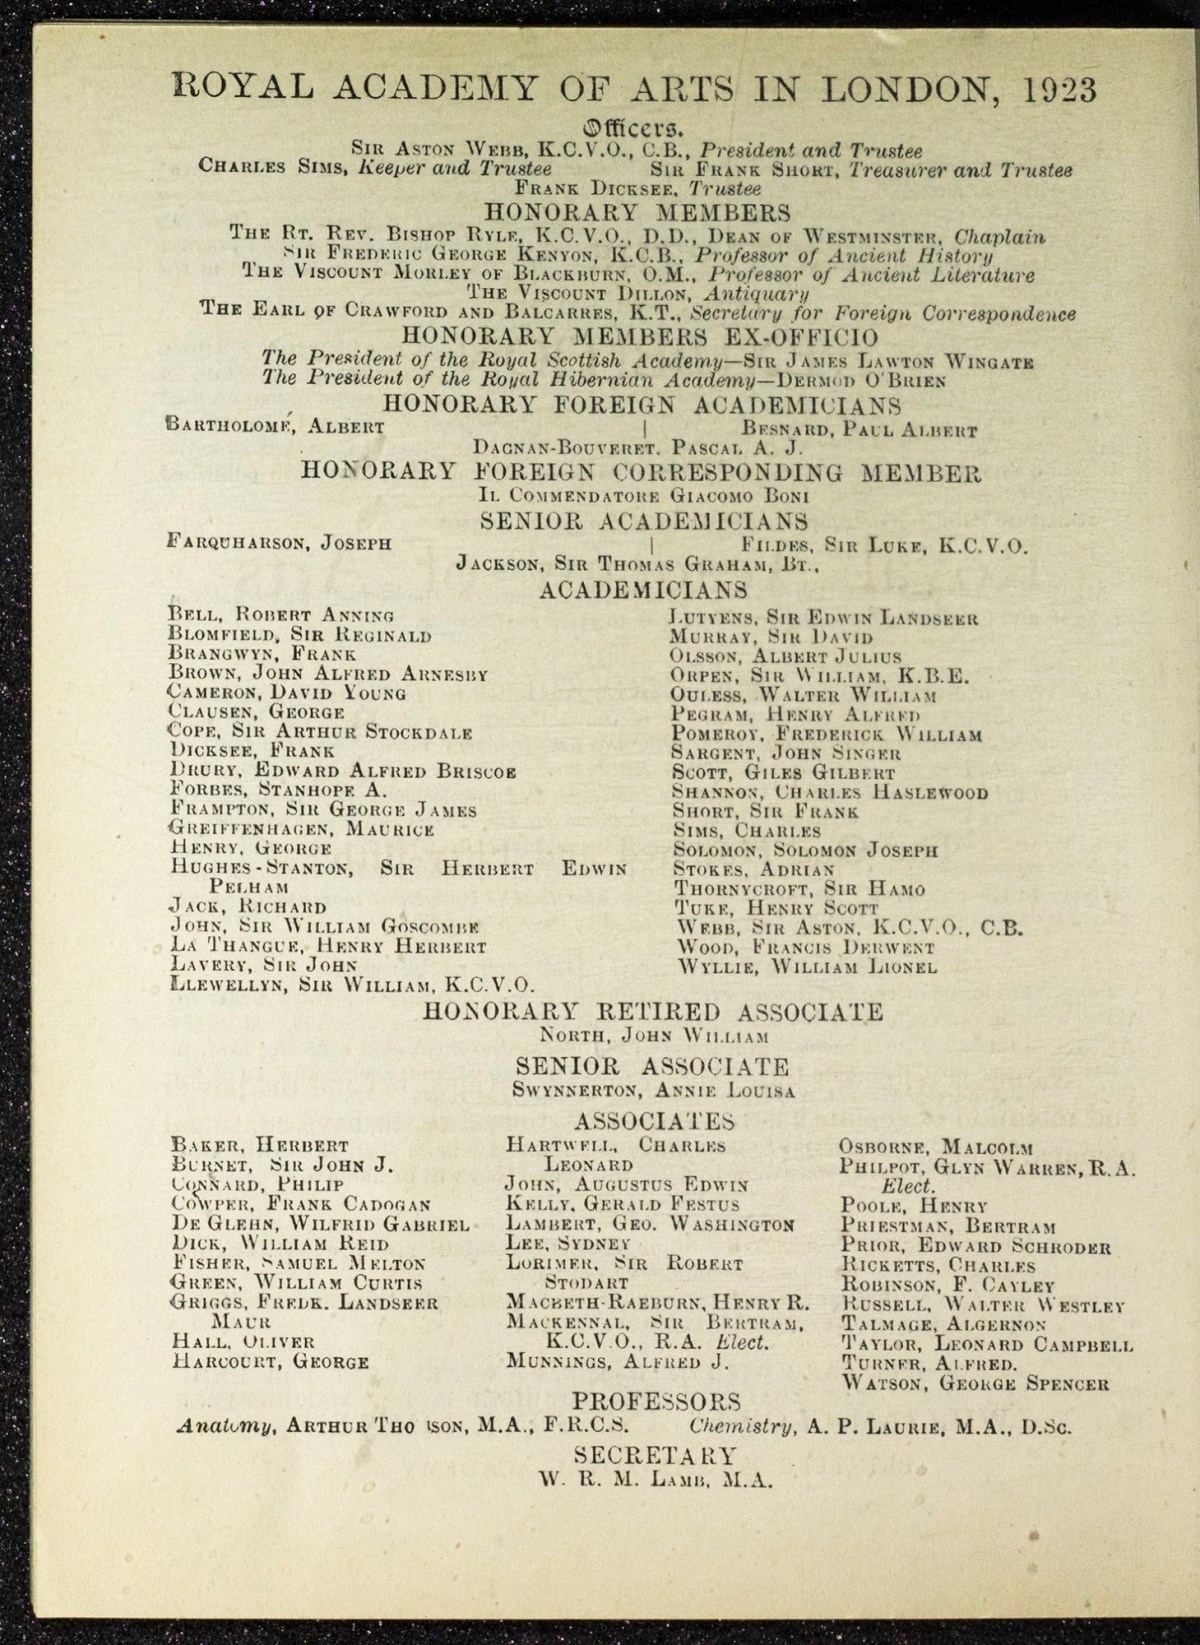 ROYAL ACADEMY OF ARTS IN LONDON, 1923
Officers.
SIR ASTON WEBB, K.C.V.O., C.B., President and Trustee
CHARLES SIMS, Keeper and Trustee SIR FRANK SHORT, Treasurer and Trustee
FRANK DICKSEE, Trustee
HONORARY MEMBERS
THE RT. REV. BISHOP RYLE, K.C.V.O., D.D., DEAN OF WESTMINSTER, Chaplain
SIR FREDERIC GEORGE KENYON, K.C.B., Professor of Ancient History
THE VISCOUNT MORLEY OF BLACKBURN, O.M., Professor of Ancient Literature
THE VISCOUNT DILLON, Antiquary
THE EARL OF CRAWFORD AND BALCARRES, K.T., Secretary for Foreign Correspondence
HONORARY MEMBERS EX-OFFICIO
The President of the Royal Scottish Academy—SIR JAMES LAWTON WINGATE
The President of the Royal Hibernian Academy—DERMOD O'BRIEN
HONORARY FOREIGN ACADEMICIANS
BARTHOLOMÉ, ALBERT | BESNARD, PAUL ALBERT
DAGNAN-BOUVERET, PASCAL A. J.
HONORARY FOREIGN CORRESPONDING MEMBER
IL COMMENDATORE GIACOMO BONI
SENIOR ACADEMICIANS
FARQUHARSON, JOSEPH | FILDES, SIR LUKE, K.C.V.O.
JACKSON, SIR THOMAS GRAHAM, BT.,
ACADEMICIANS
BELL, ROBERT ANNING
BLOMFIELD, SIR REGINALD
BRANGWYN, FRANK
BROWN, JOHN ALFRED ARNESBY
CAMERON, DAVID YOUNG
CLAUSEN, GEORGE
COPE, SIR ARTHUR STOCKDALE
DICKSEE, FRANK
DRURY, EDWARD ALFRED BRISCOE
FORBES, STANHOPE A.
FRAMPTON, SIR GEORGE JAMES
GREIFFENHAGEN, MAURICE
HENRY, GEORGE
HUGHES-STANTON, SIR HERBERT EDWIN
PELHAM
JACK, RICHARD
JOHN, SIR WILLIAM GOSCOMBE
LA THANGUE, HENRY HERBERT
LAVERY, SIR JOHN
LLEWELLYN, SIR WILLIAM, K.C.V.O.
LUTYENS, SIR EDWIN LANDSEER
MURRAY, SIR DAVID
OLSSON, ALBERT JULIUS
ORPEN, SIR WILLIAM, K.B.E.
OULESS, WALTER WILLIAM
PEGRAM, HENRY ALFRED
POMEROY, FREDERICK WILLIAM
SARGENT, JOHN SINGER
SCOTT, GILES GILBERT
SHANNON, CHARLES HASLEWOOD
SHORT, SIR FRANK
SIMS, CHARLES
SOLOMON, SOLOMON JOSEPH
STOKES, ADRIAN
THORNYCROFT, SIR HAMO
TUKE, HENRY SCOTT
WEBB, SIR ASTON, K.C.V.O., C.B.
WOOD, FRANCIS DERWENT
WYLLIE, WILLIAM LIONEL
HONORARY RETIRED ASSOCIATE
NORTH, JOHN WILLIAM
SENIOR ASSOCIATE
SWYNNERTON, ANNIE LOUISA
ASSOCIATES
BAKER, HERBERT
BURNET, SIR JOHN J.
CONNARD, PHILIP
COWPER, FRANK CADOGAN
DE GLEHN, WILFRID GABRIEL
DICK, WILLIAM REID
FISHER, SAMUEL MELTON
GREEN, WILLIAM CURTIS
GRIGGS, FREDK. LANDSEER
MAUR
HALL, OLIVER
HARCOURT, GEORGE
HARTWELL, CHARLES
LEONARD
JOHN, AUGUSTUS EDWIN
KELLY, GERALD FESTUS
LAMBERT, GEO. WASHINGTON
LEE, SYDNEY
LORIMER, SIR ROBERT
STODART
MACBETH-RAEBURN, HENRY R.
MACKENNAL, SIR BERTRAM,
K.C.V.O., R.A. Elect.
MUNNINGS, ALFRED J.
OSBORNE, MALCOLM
PHILPOT, GLYN WARREN, R.A.
Elect.
POOLE, HENRY
PRIESTMAN, BERTRAM
PRIOR, EDWARD SCHRODER
RICKETTS, CHARLES
ROBINSON, F. CAYLEY
RUSSELL, WALTER WESTLEY
TALMAGE, ALGERNON
TAYLOR, LEONARD CAMPBELL
TURNER, ALFRED.
WATSON, GEORGE SPENCER
PROFESSORS
Anatomy, ARTHUR THO SON, M.A., F.R.C.S. Chemistry, A. P. LAURIE, M.A., D.SC.
SECRETARY
W. R. M. LAMB, M.A.